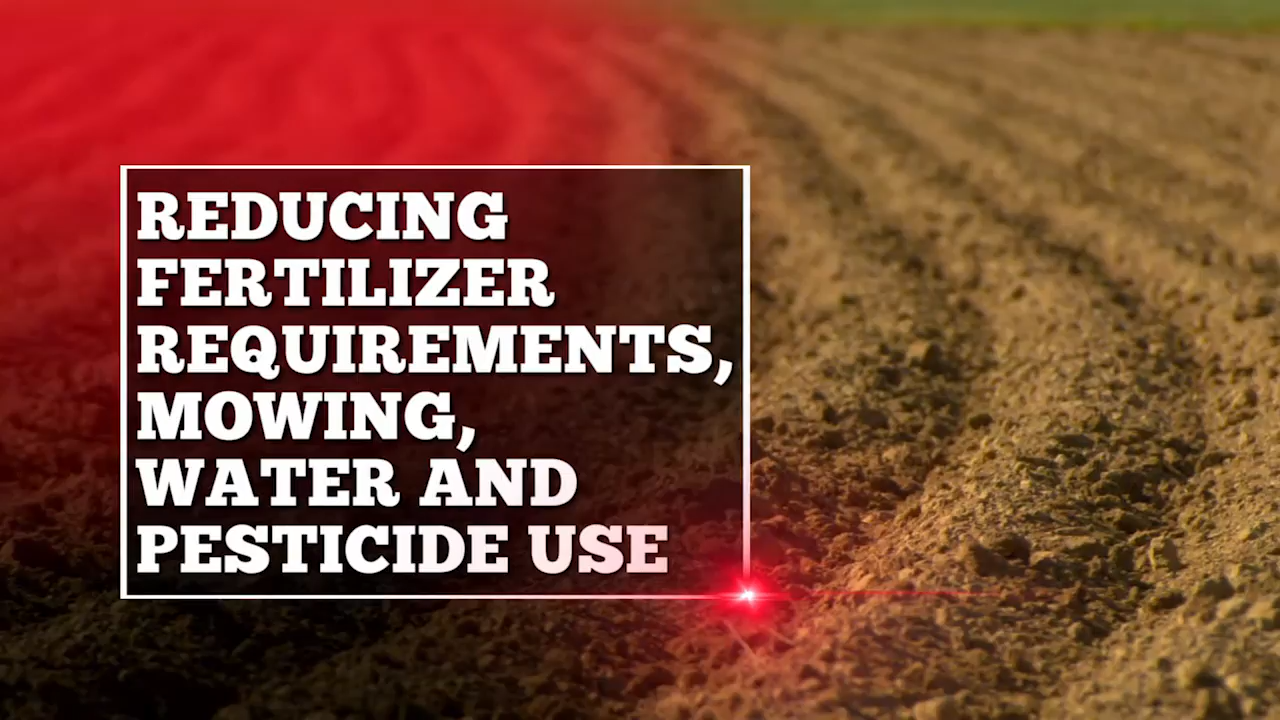 REDUCING
FERTILIZER
REQUIREMENTS,
MOWING,
WATER AND
PESTICIDE USE